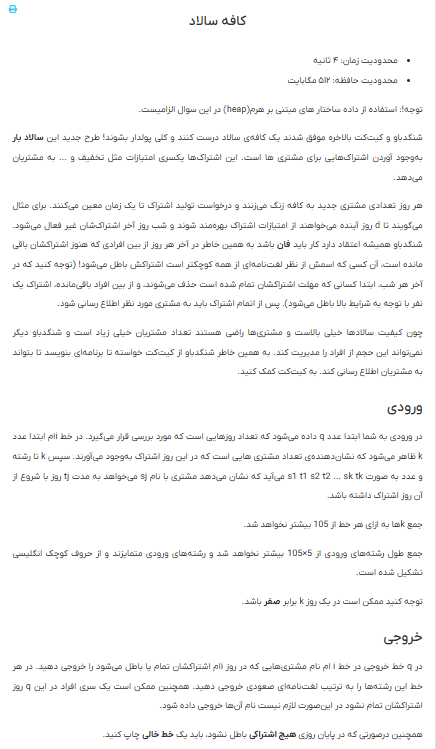 کافه سالاد
محدودیت زمان: ۴ ثانیه
محدودیت حافظه: ۵۱۲ مگابایت
توجه!: استفاده از داده ساختار های مبتنی بر هرم(heap) در این سوال الزامیست.
شنگدباو و کیت‌کت بالاخره موفق شدند یک کافه‌ی سالاد درست کنند و کلی پولدار بشوند! طرح جدید این سالاد بار
به‌وجود آوردن اشتراک‌هایی برای مشتری ها است. این اشتراک‌ها یکسری امتیازات مثل تخفیف و ... به مشتریان
می‌دهد.
هر روز تعدادی مشتری جدید به کافه زنگ می‌زنند و درخواست تولید اشتراک تا یک زمان معین می‌کنند. برای مثال
می‌گویند تا d روز آینده می‌خواهند از امتیازات اشتراک بهره‌مند شوند و شب روز آخر اشتراک‌شان غیر فعال می‌شود.
شنگدباو همیشه اعتقاد دارد کار باید فان باشد به همین خاطر در آخر هر روز از بین افرادی که هنوز اشتراکشان باقی
مانده است، آن کسی که اسمش از نظر لغت‌نامه‌ای از همه کوچکتر است اشتراکش باطل می‌شود! (توجه کنید که در
آخر هر شب، ابتدا کسانی که مهلت اشتراکشان تمام شده است حذف می‌شوند، و از بین افراد باقی‌مانده، اشتراک یک
نفر با توجه به شرایط بالا باطل می‌شود). پس از اتمام اشتراک باید به مشتری مورد نظر اطلاع رسانی شود.
چون کیفیت سالادها خیلی بالاست و مشتری‌ها راضی هستند تعداد مشتریان خیلی زیاد است و شنگدباو دیگر
نمی‌تواند این حجم از افراد را مدیریت کند. به همین خاطر شنگدباو از کیت‌کت خواسته تا برنامه‌ای بنویسد تا بتواند
به مشتریان اطلاع رسانی کند. به کیت‌کت کمک کنید.
ورودی
در ورودی به شما ابتدا عدد q داده می‌شود که تعداد روزهایی است که مورد بررسی قرار می‌گیرد. در خط iام ابتدا عدد
k ظاهر می‌شود که نشان‌دهنده‌ی تعداد مشتری هایی است که در این روز اشتراک به‌وجود می‌آورند. سپس k تا رشته
و عدد به صورت s1 t1 s2 t2 ... sk tk می‌آید که نشان می‌دهد مشتری با نام sj می‌خواهد به مدت tj روز با شروع از
آن روز اشتراک داشته باشد.
جمع kها به ازای هر خط از 105 بیشتر نخواهد شد.
جمع طول رشته‌های ورودی از 5×105 بیشتر نخواهد شد و رشته‌های ورودی متمایزند و از حروف کوچک انگلیسی
تشکیل شده است.
توجه کنید ممکن است در یک روز k برابر صفر باشد.
خروجی
در q خط خروجی در خط i ام نام مشتری‌هایی که در روز iام اشتراکشان تمام یا باطل می‌شود را خروجی دهید. در هر
خط این رشته‌ها را به ترتیب لغت‌نامه‌ای صعودی خروجی دهید. همچنین ممکن است یک سری افراد در این q روز
اشتراکشان تمام نشود در این‌صورت لازم نیست نام آن‌ها خروجی داده شود.
همچنین درصورتی که در پایان روزی هیچ اشتراکی باطل نشود، باید یک خط خالی چاپ کنید.